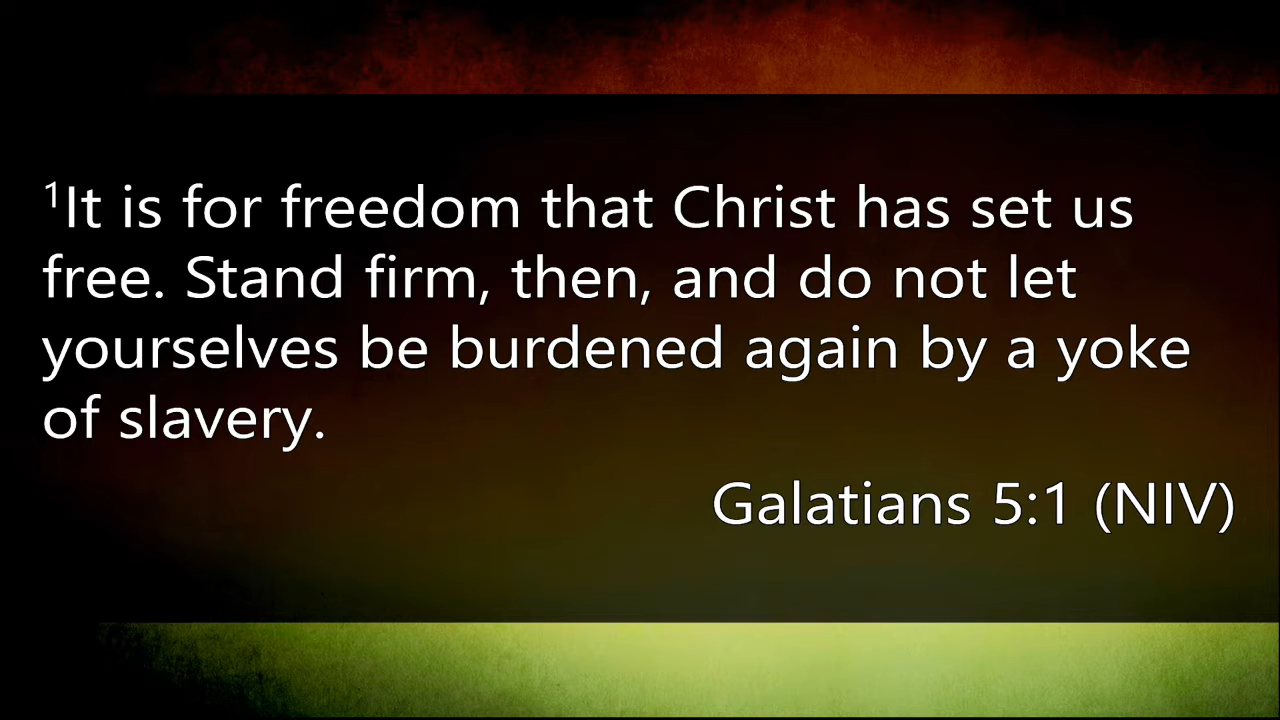 ¹It is for freedom that Christ has set us
free. Stand firm, then, and do not let
yourselves be burdened again by a yoke
of slavery.
Galatians 5:1 (NIV)